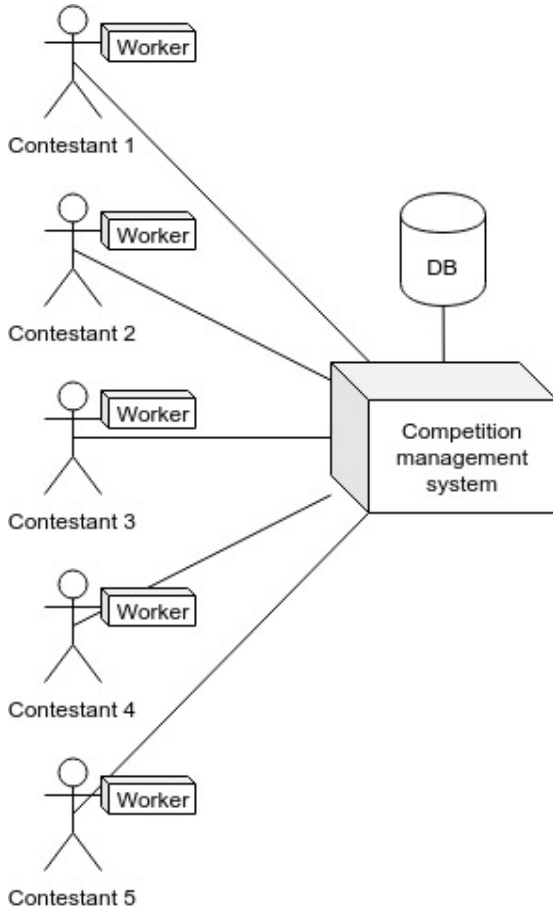 Worker
Contestant 1
Worker
Contestant 2
DB
Worker
Contestant 3
Competition
management
system
Worker
Contestant 4
Worker
Contestant 5